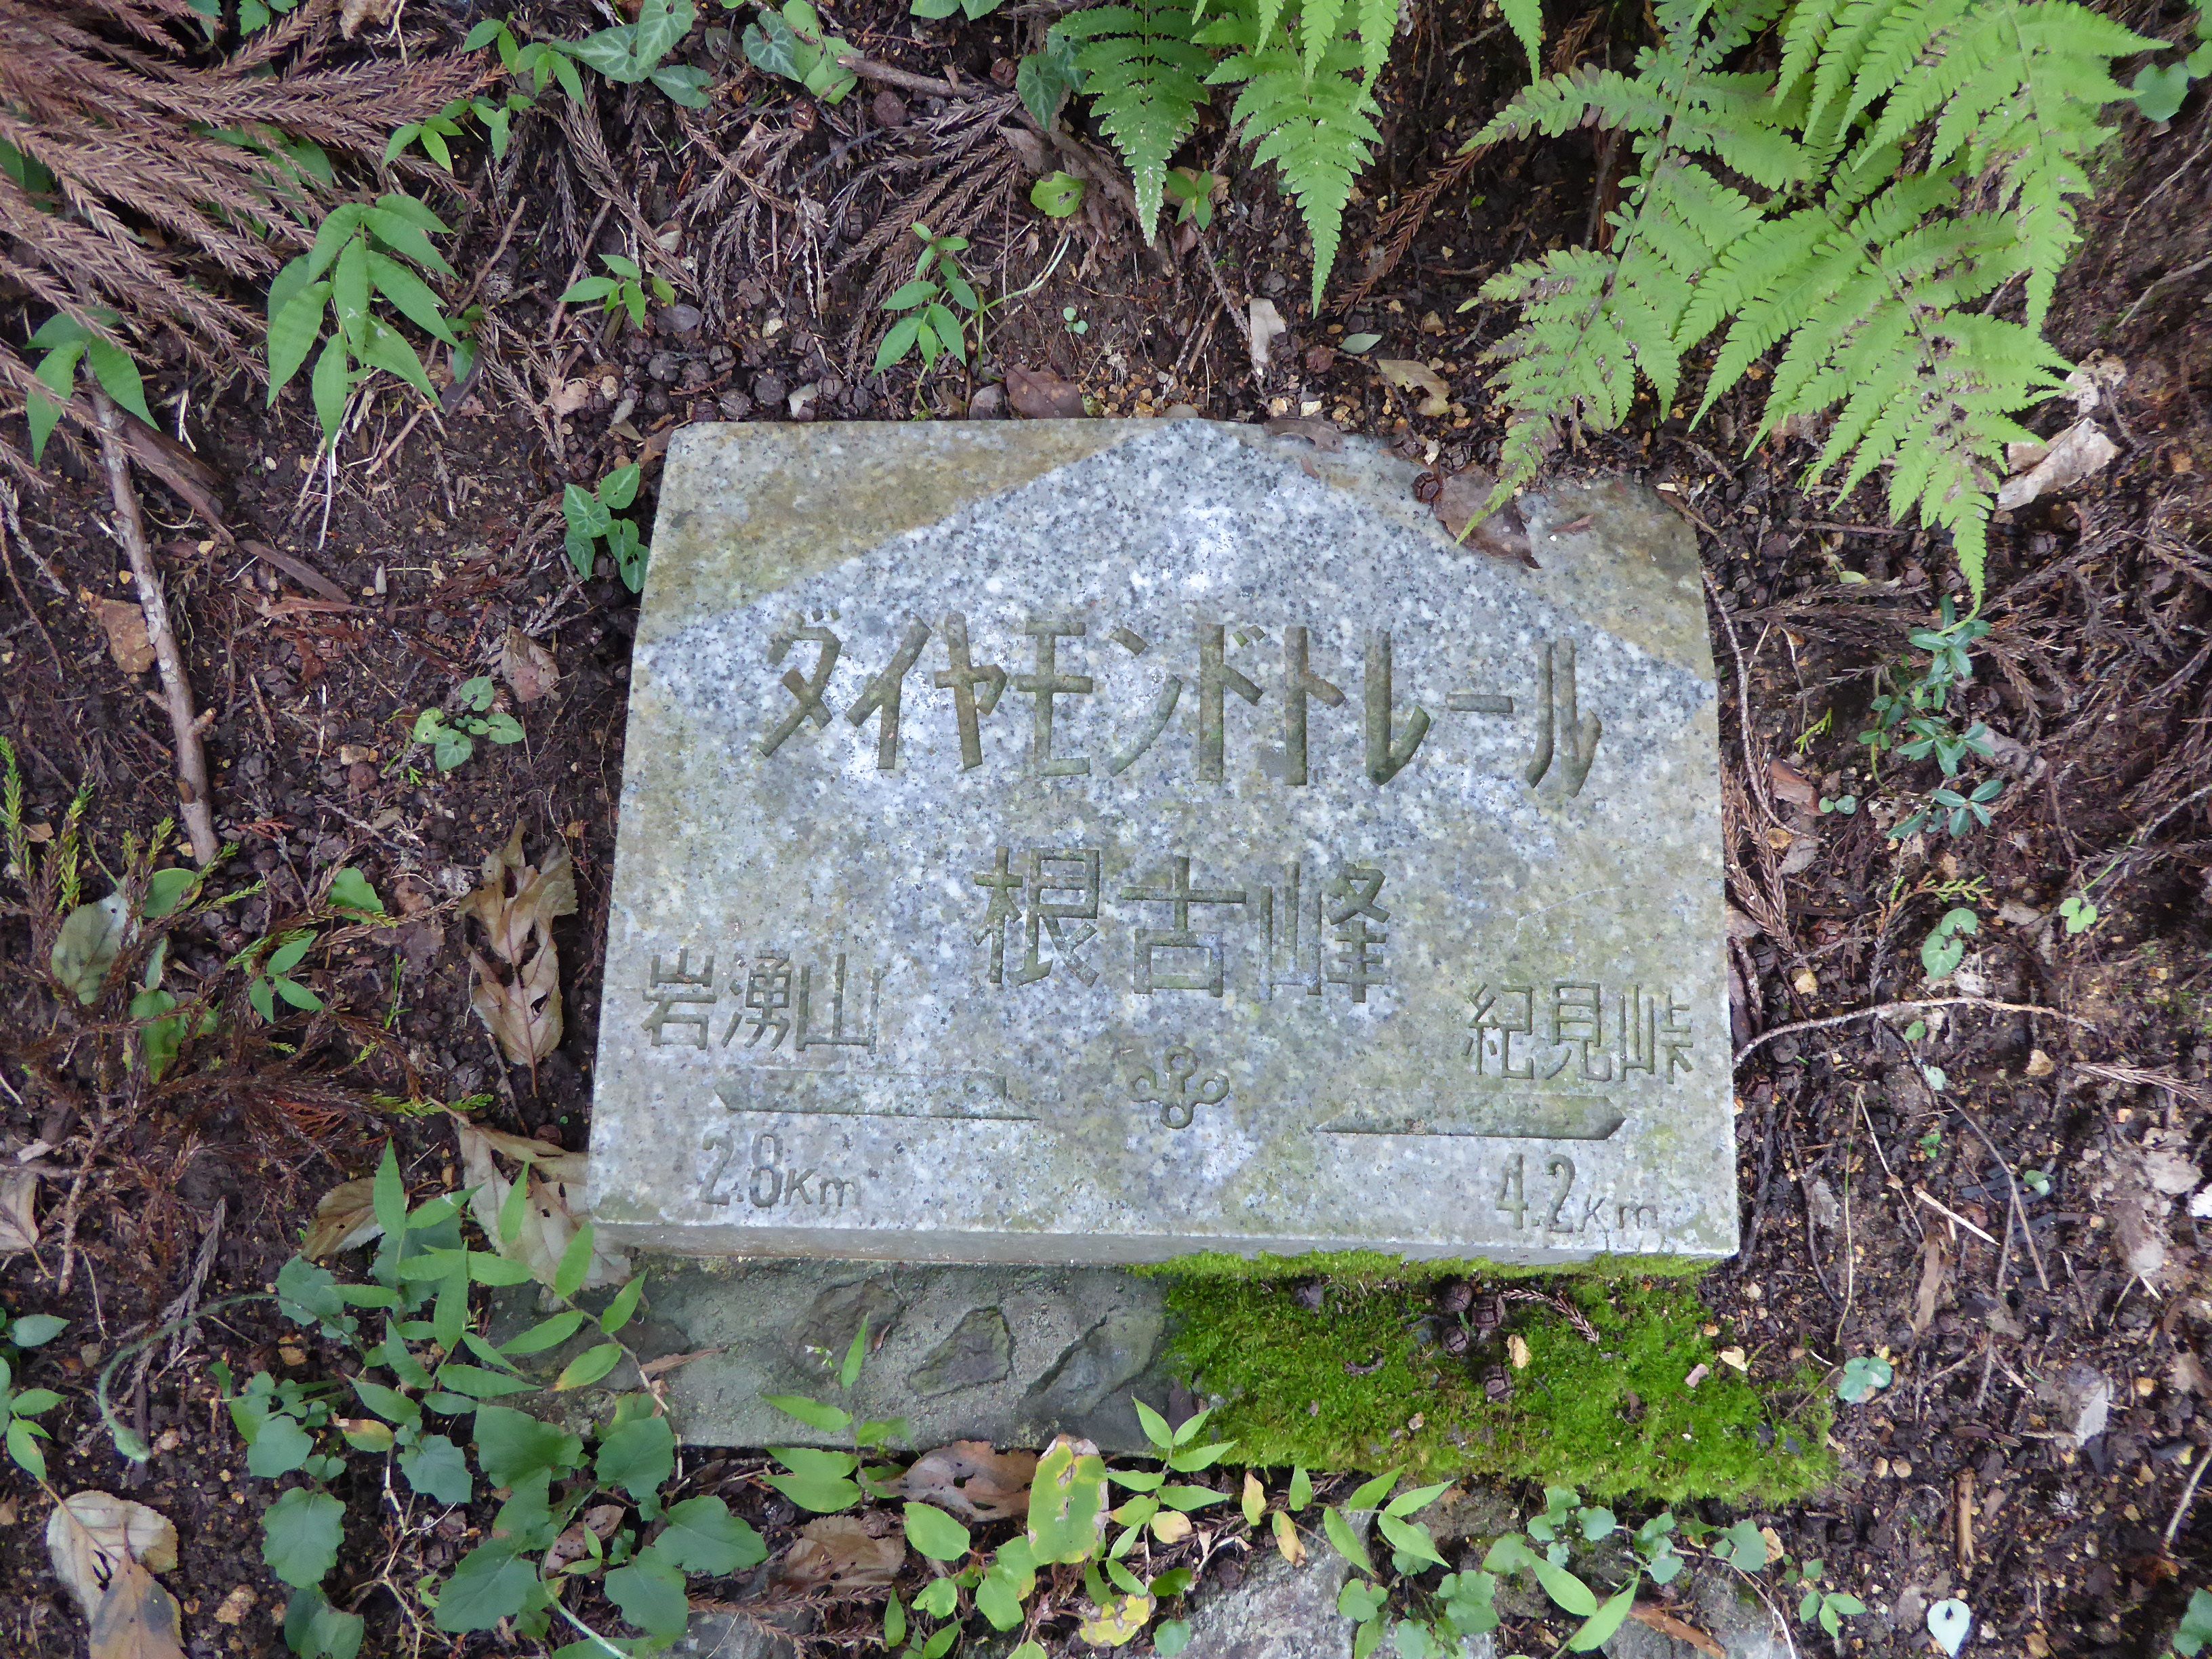 ダイヤモンドトレール
根古峰
岩湧山
紀見峠
2.8Km
4.2Km